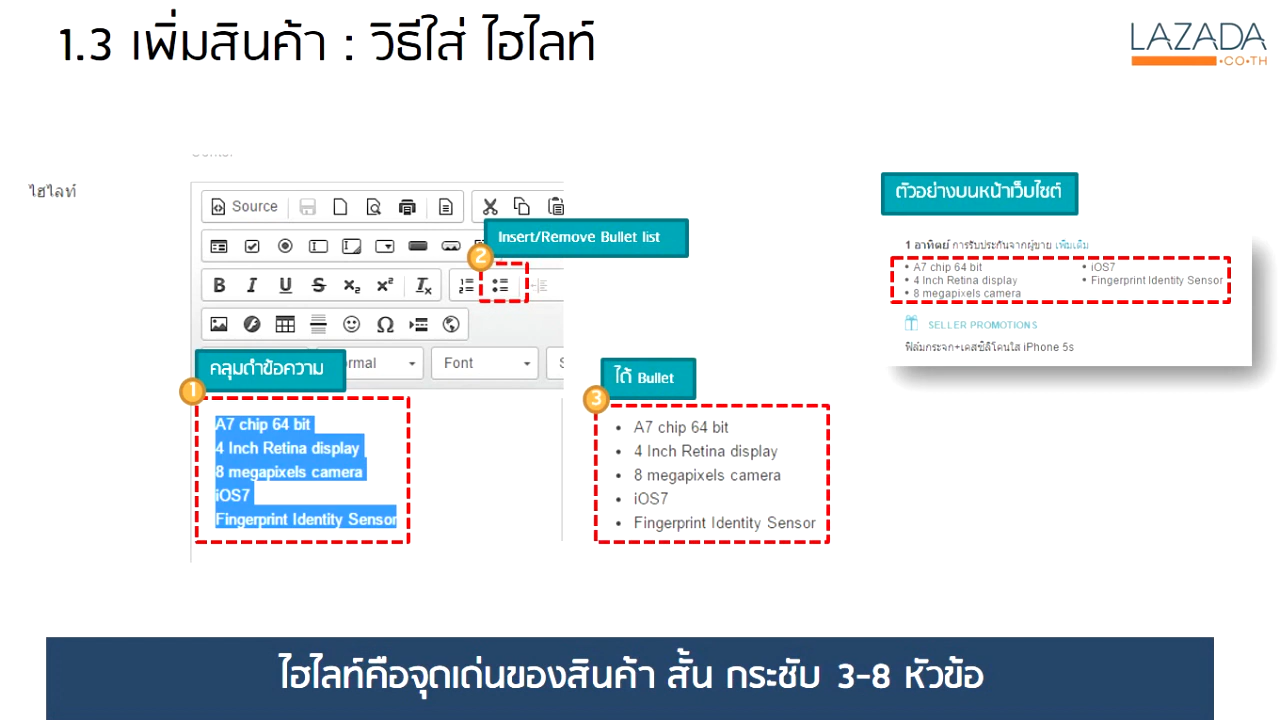 1.3 เพิ่มสินค้า : วิธีใส่ ไฮไลท์
LAZADA
.CO.TH
ไฮไลท์
Source
Insert/Remove Bullet list
2
B I U S x₂ x² Tx
คลุมดำข้อความ
Font
1
A7 chip 64 bit
4 Inch Retina display
8 megapixels camera
iOS7
Fingerprint Identity Sensor
ได้ Bullet
3
• A7 chip 64 bit
• 4 Inch Retina display
• 8 megapixels camera
• iOS7
• Fingerprint Identity Sensor
ตัวอย่างบนหน้าเว็บไซต์
1 อาทิตย์ การรับประกันจากผู้ขาย เพิ่มเติม
• A7 chip 64 bit
• 4 Inch Retina display
• 8 megapixels camera
• iOS7
• Fingerprint Identity Sensor
SELLER PROMOTIONS
ฟิล์มกระจก+เคสซิลิโคนใส iPhone 5s
ไฮไลท์คือจุดเด่นของสินค้า สั้น กระชับ 3-8 หัวข้อ